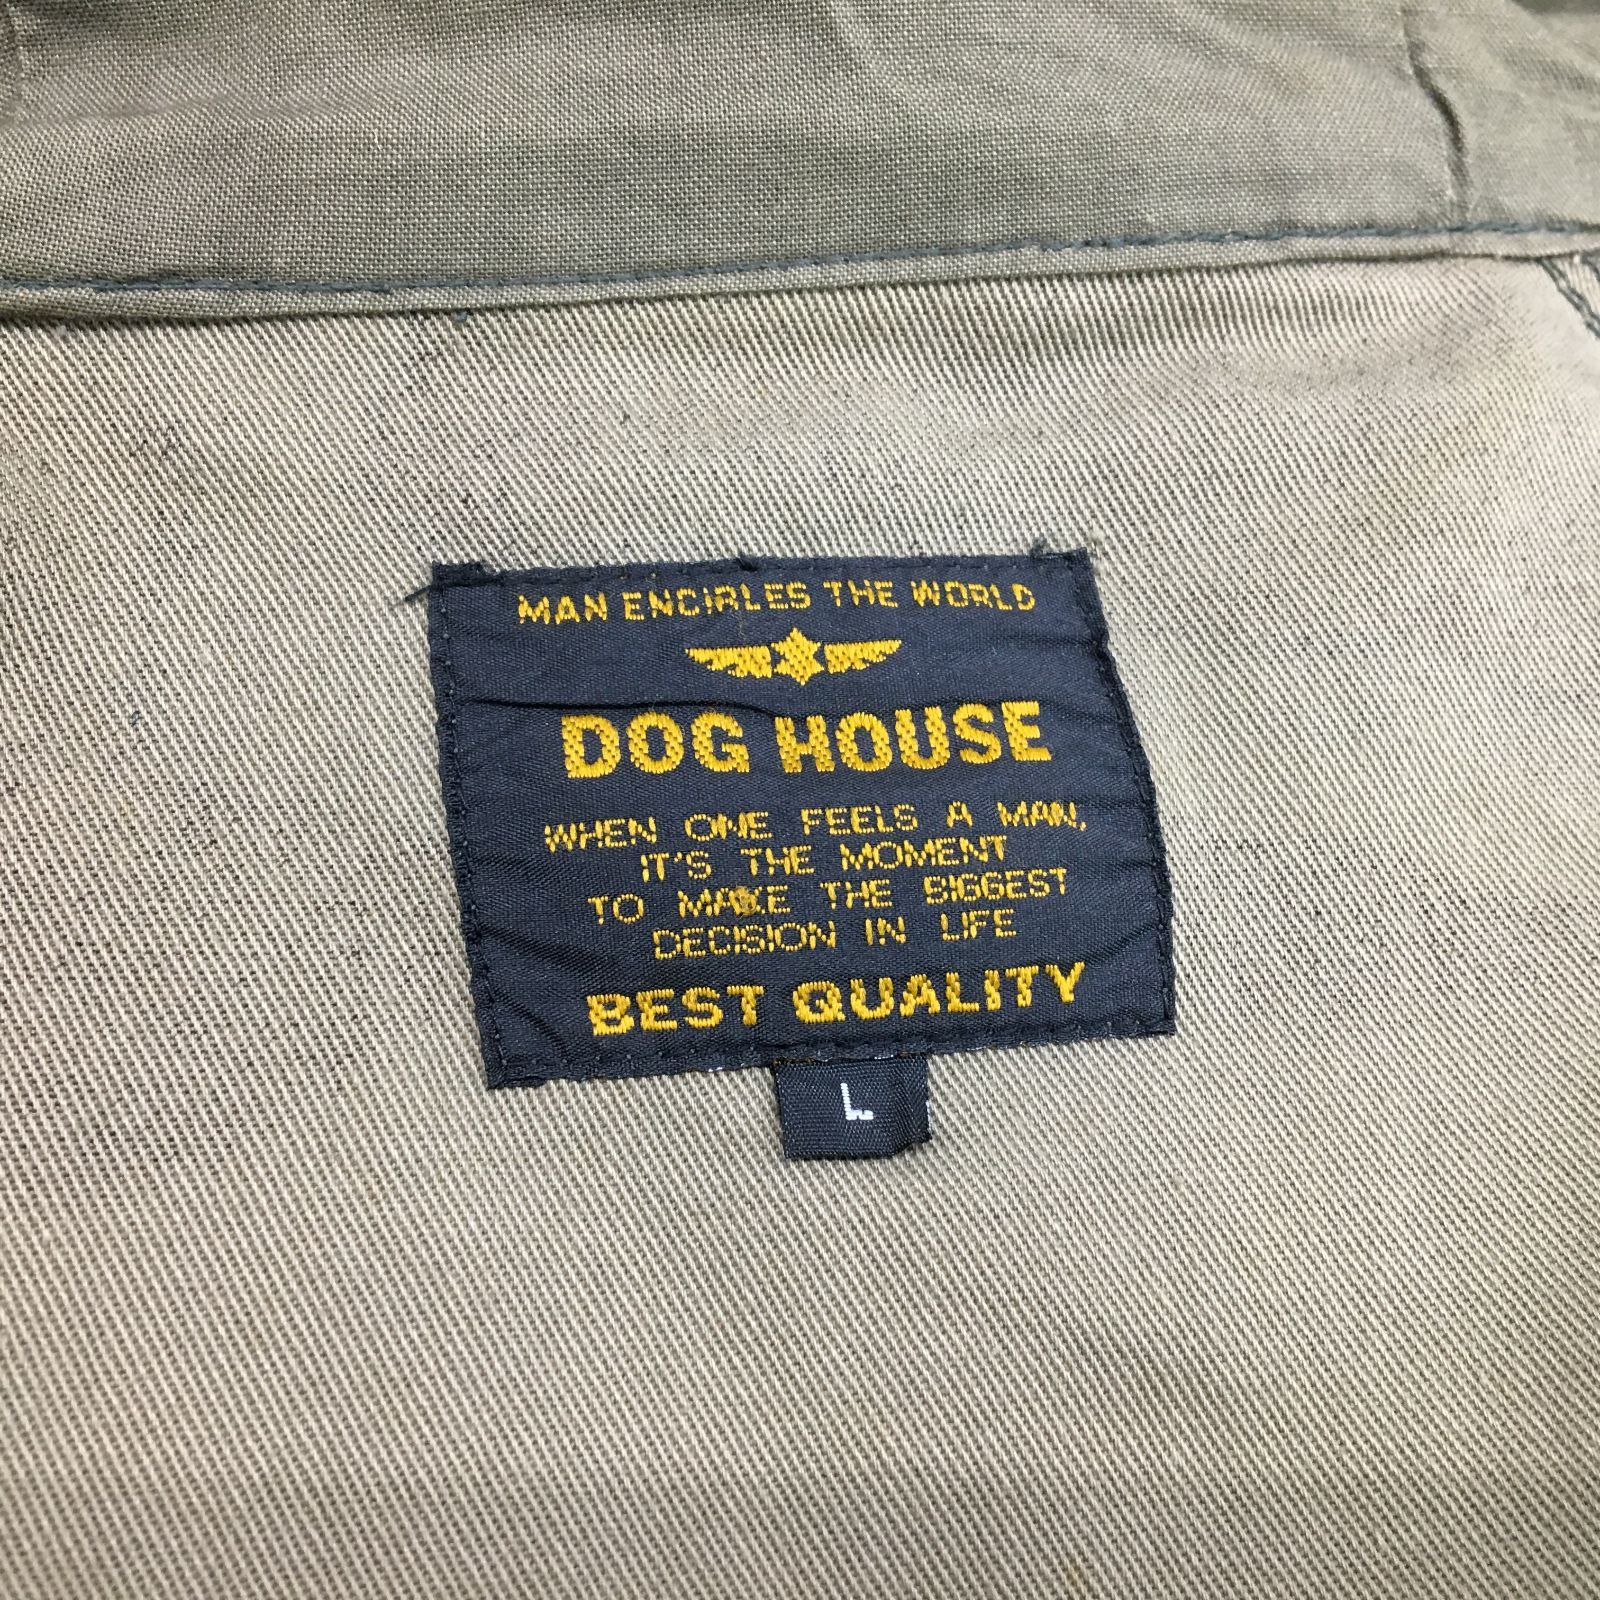 MAN ENCIRLES THE WORLD
DOG HOUSE
WHEN ONE FEELS A MAN,
IT'S THE MOMENT
TO MAKE THE BIGGEST
DECISION IN LIFE
BEST QUALITY
L